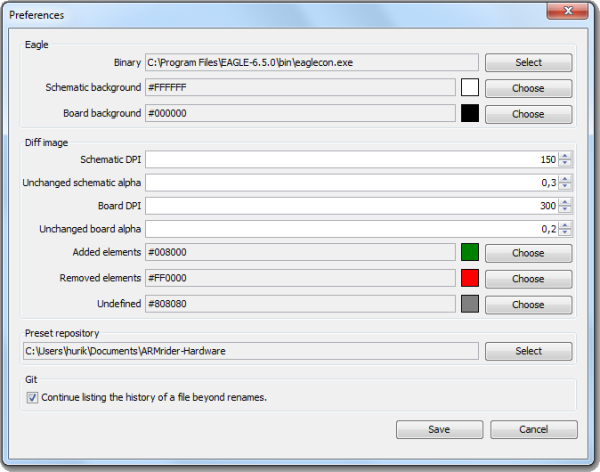 Preferences
Eagle
Binary C:\Program Files\EAGLE-6.5.0\bin\eaglecon.exe Select
Schematic background #FFFFFF Choose
Board background #000000 Choose
Diff image
Schematic DPI 150
Unchanged schematic alpha 0,3
Board DPI 300
Unchanged board alpha 0,2
Added elements #008000 Choose
Removed elements #FF0000 Choose
Undefined #808080 Choose
Preset repository
C:\Users\hurik\Documents\ARMrider-Hardware Select
Git
Continue listing the history of a file beyond renames.
Save Cancel